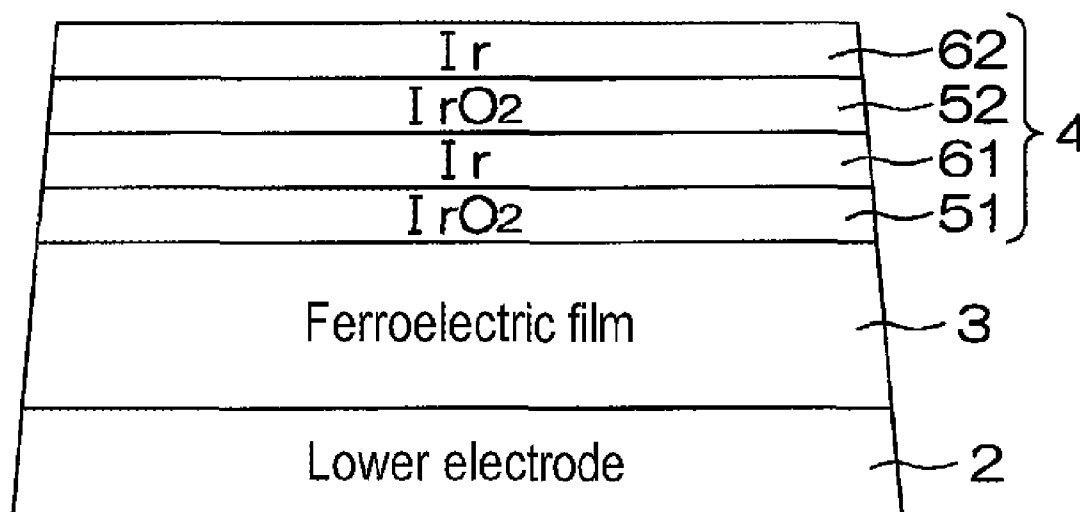 Ir 62
IrO2 52
Ir 61
IrO2 51
4
Ferroelectric film 3
Lower electrode 2